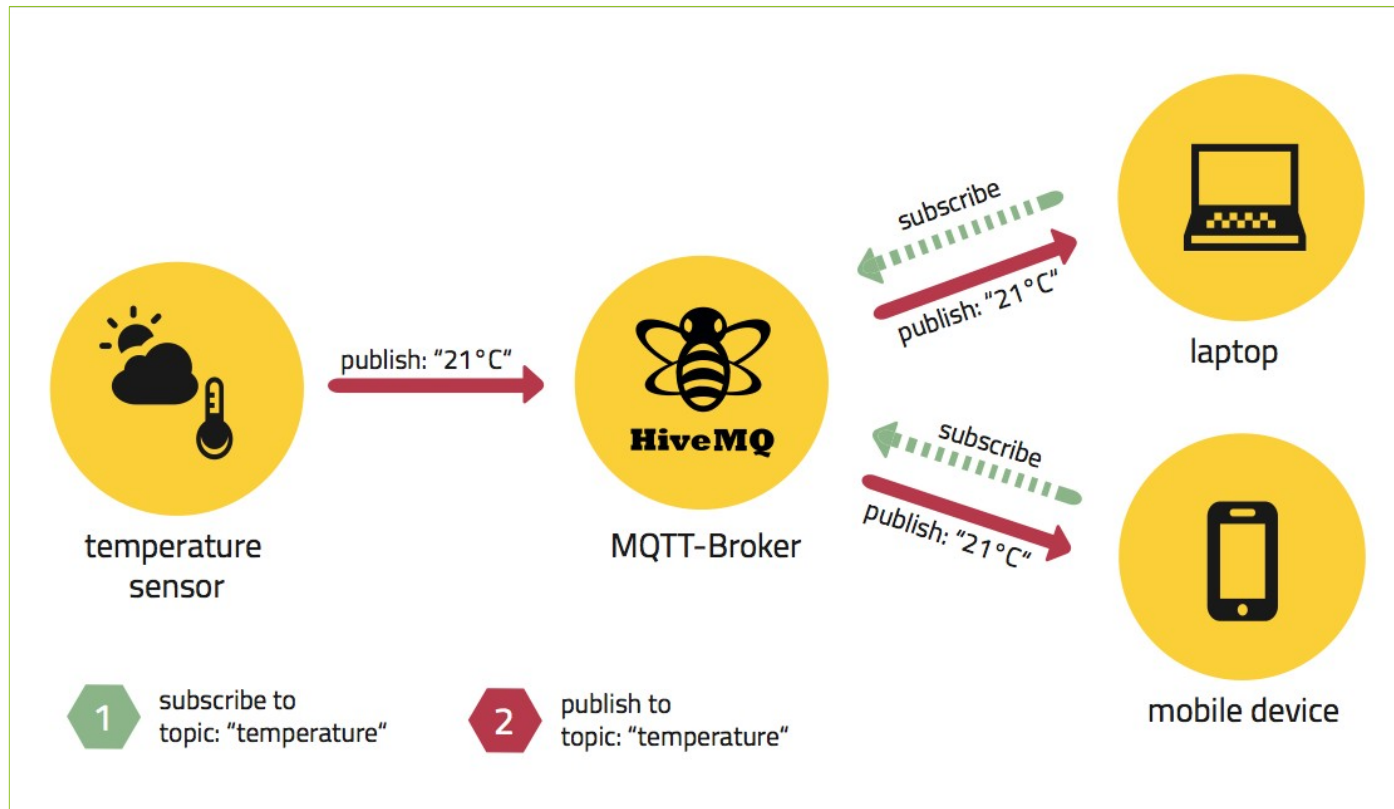 subscribe
publish: “21°C“
laptop
publish: “21°C“
HiveMQ
subscribe
publish: “21°C“
temperature
sensor
MQTT-Broker
mobile device
1
subscribe to
topic: “temperature“
2
publish to
topic: “temperature“